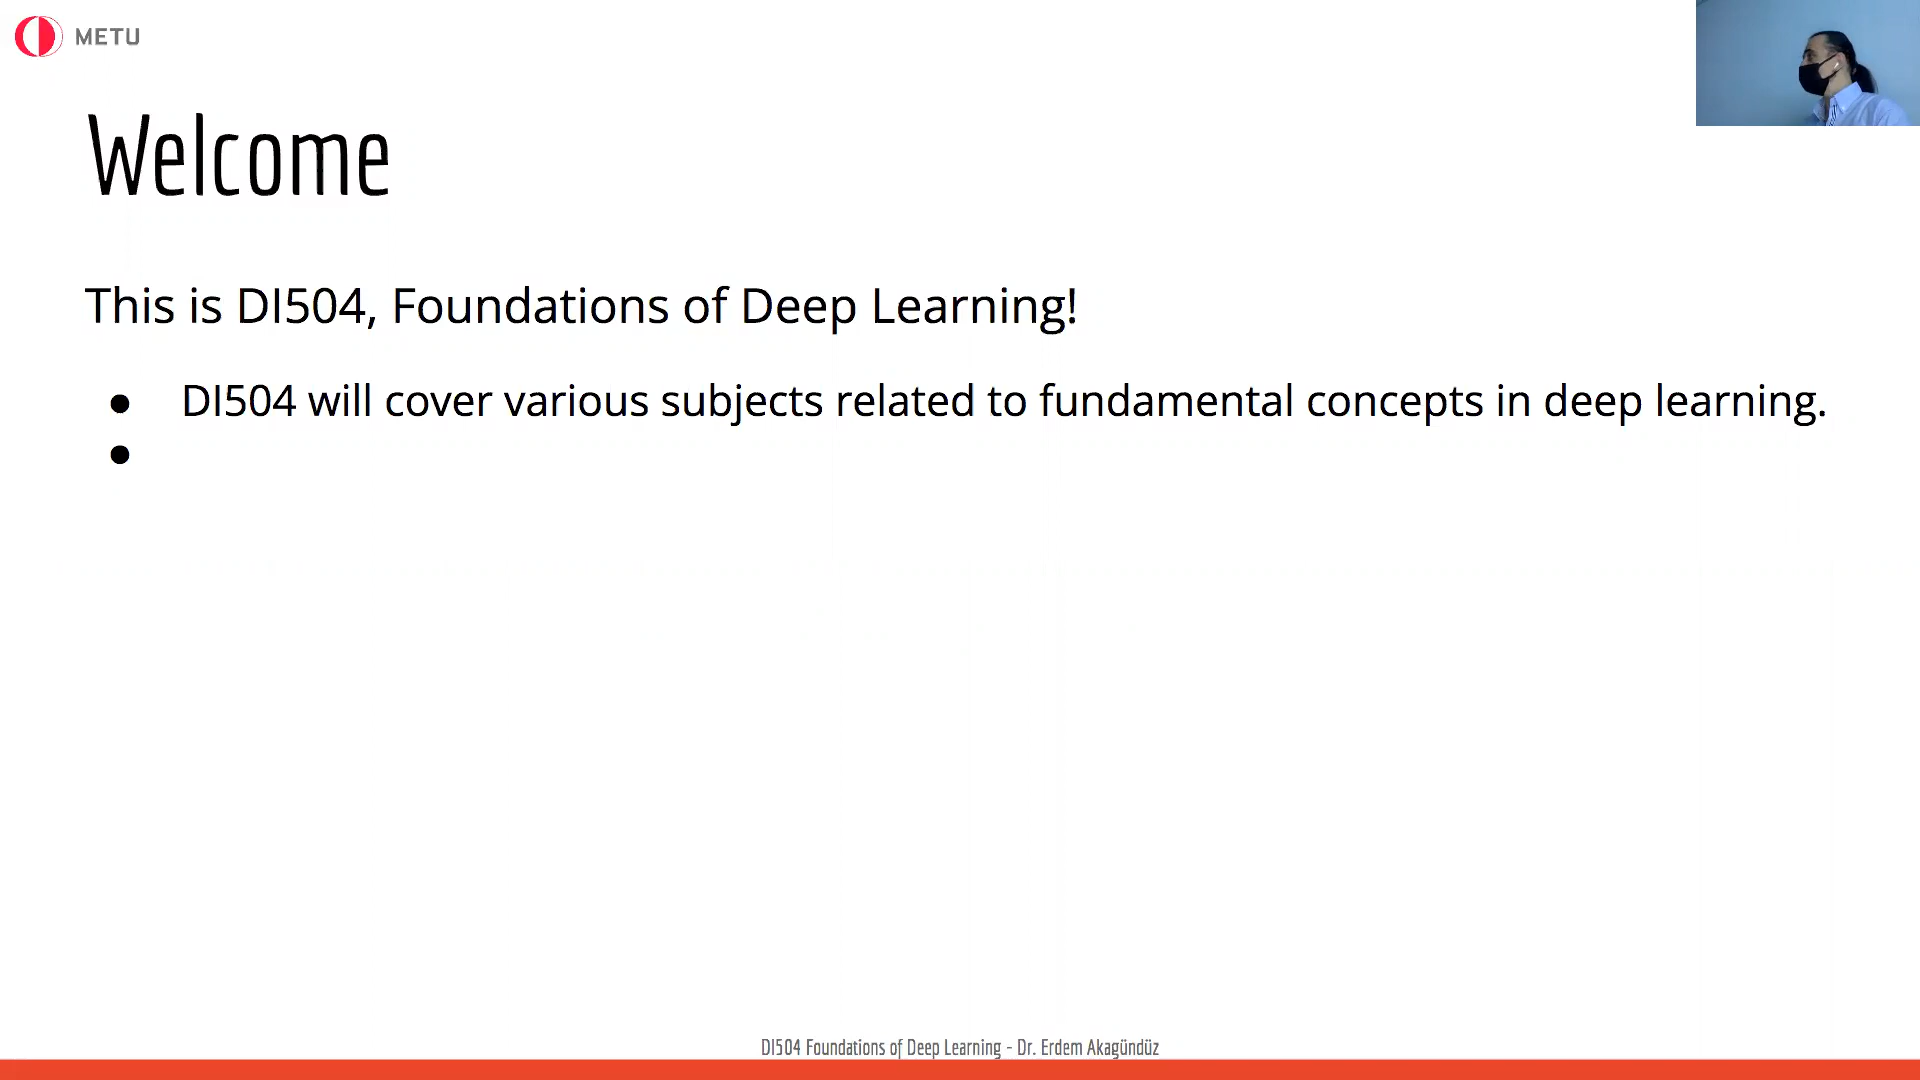 METU
Welcome
This is DI504, Foundations of Deep Learning!
● DI504 will cover various subjects related to fundamental concepts in deep learning.
●
DI504 Foundations of Deep Learning - Dr. Erdem Akagündüz